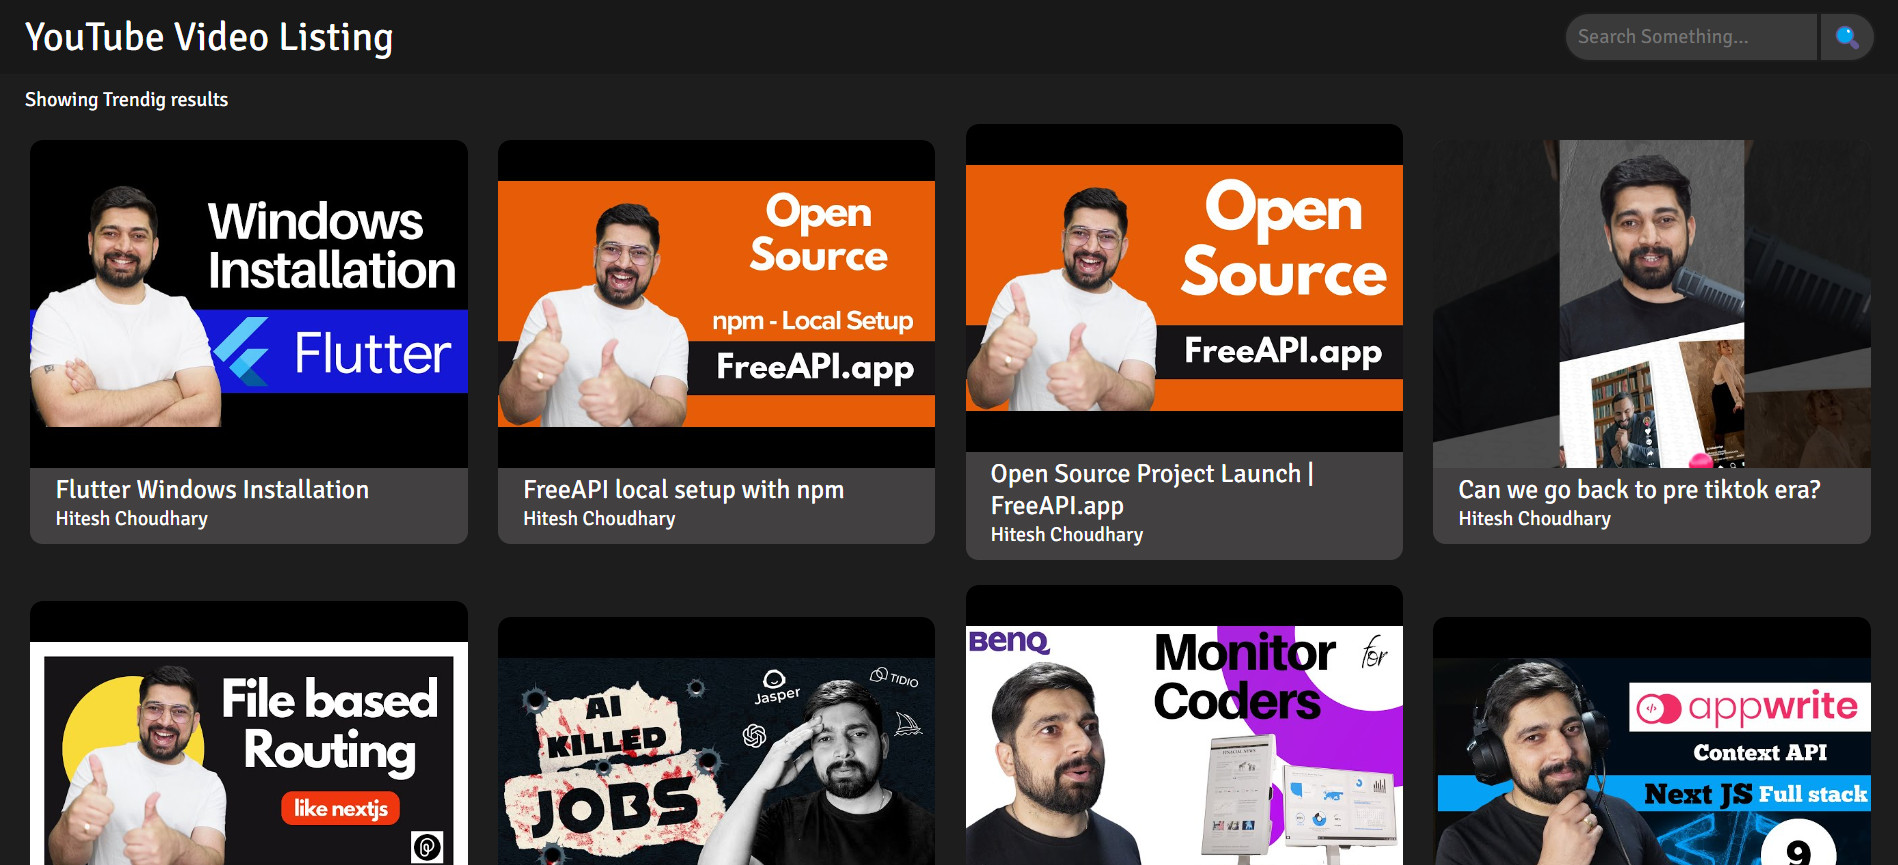 YouTube Video Listing
Search Something...
Showing Trendig results
Windows
Installation
Flutter
Flutter Windows Installation
Hitesh Choudhary
Open
Source
npm - Local Setup
FreeAPI.app
FreeAPI local setup with npm
Hitesh Choudhary
Open
Source
FreeAPI.app
Open Source Project Launch |
FreeAPI.app
Hitesh Choudhary
Can we go back to pre tiktok era?
Hitesh Choudhary
File based
Routing
like nextjs
AI
KILLED
JOBS
Jasper
TIDIO
BENQ
Monitor for
Coders
FINANCIAL NEWS
appwrite
Context API
Next JS Full stack
9